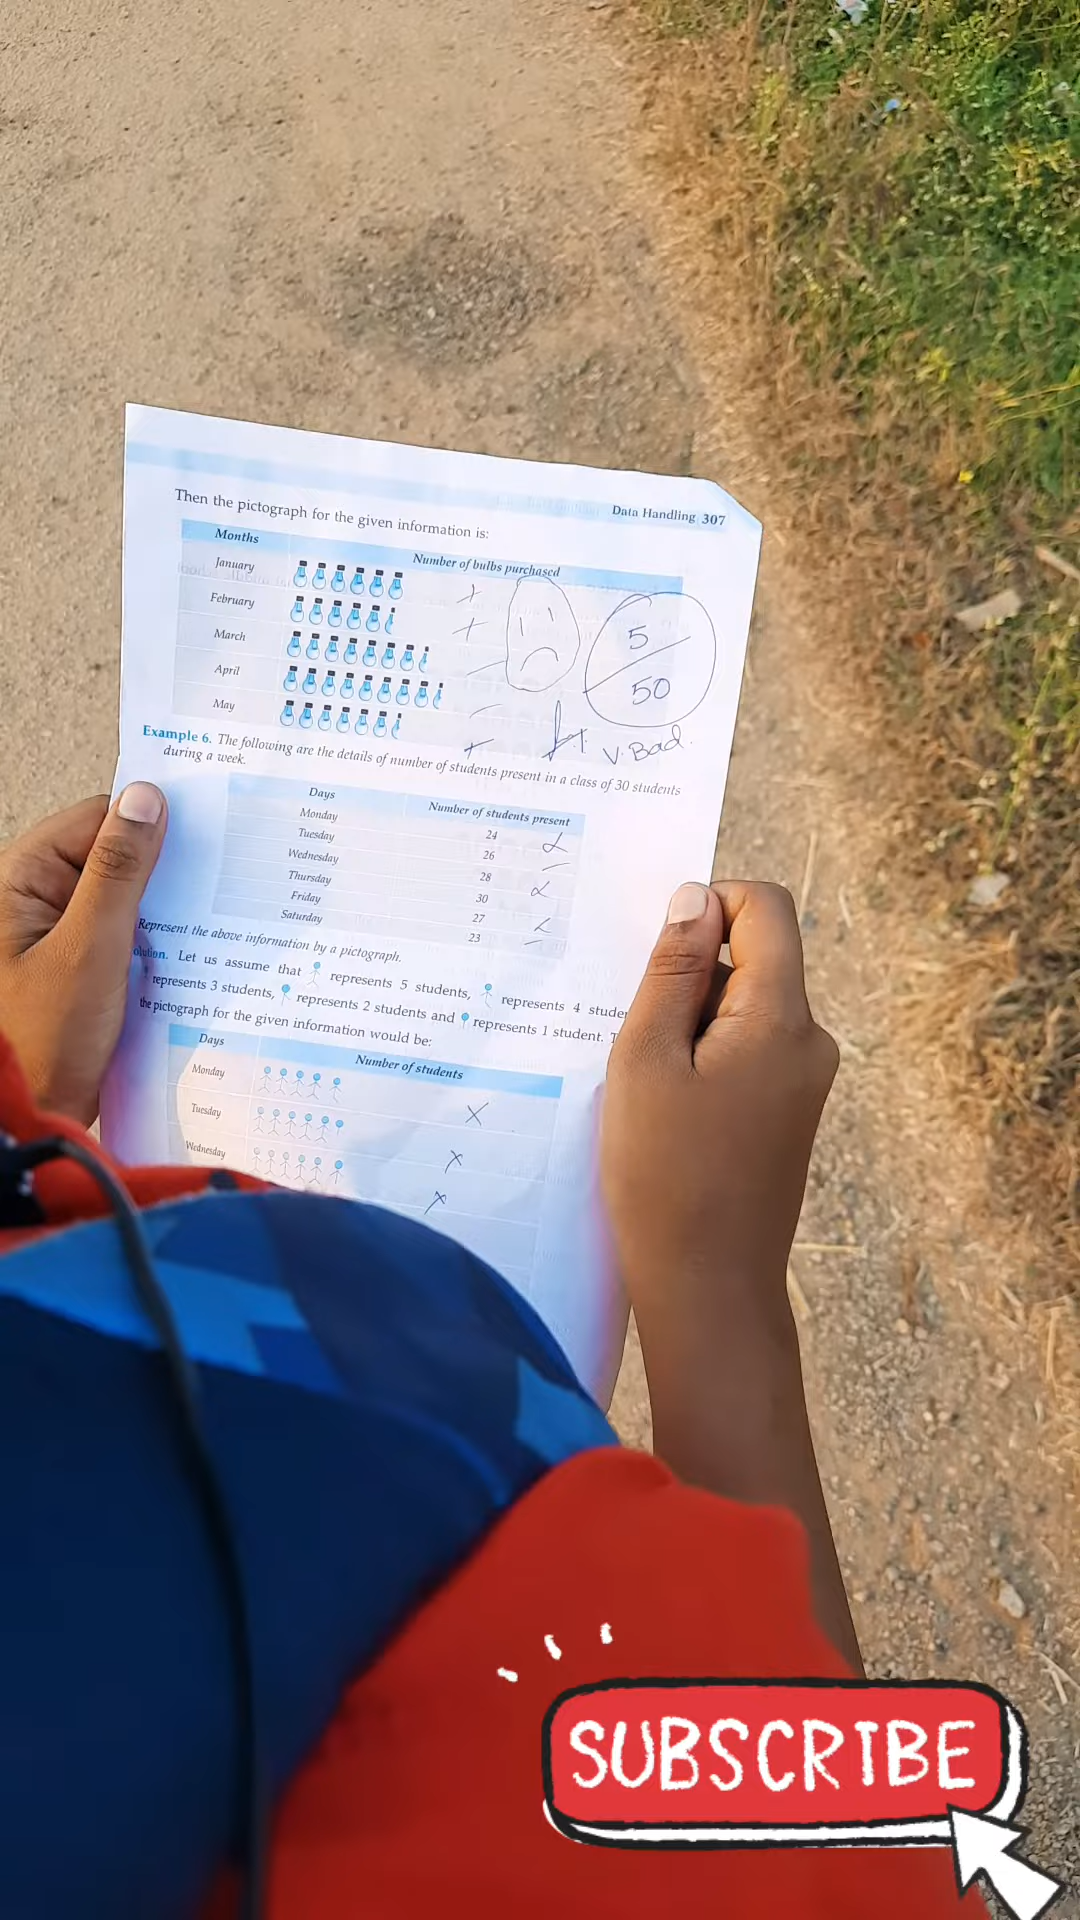 Data Handling 307
Then the pictograph for the given information is:
Months Number of bulbs purchased
January
February
March
April
May
5
50
V. Bad.
Example 6. The following are the details of number of students present in a class of 30 students
during a week.
Days Number of students present
Monday 24
Tuesday 26
Wednesday 28
Thursday 30
Friday 27
Saturday 23
Represent the above information by a pictograph.
olution. Let us assume that represents 5 students, represents 4 studen
represents 3 students, represents 2 students and represents 1 student. T
the pictograph for the given information would be:
Days Number of students
Monday
Tuesday
Wednesday
SUBSCRIBE